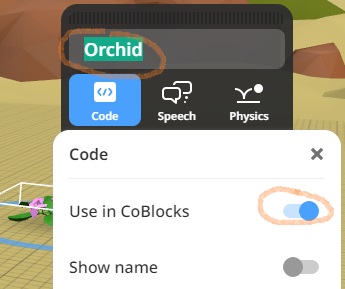 Orchid
Code Speech Physics
Code
Use in CoBlocks
Show name